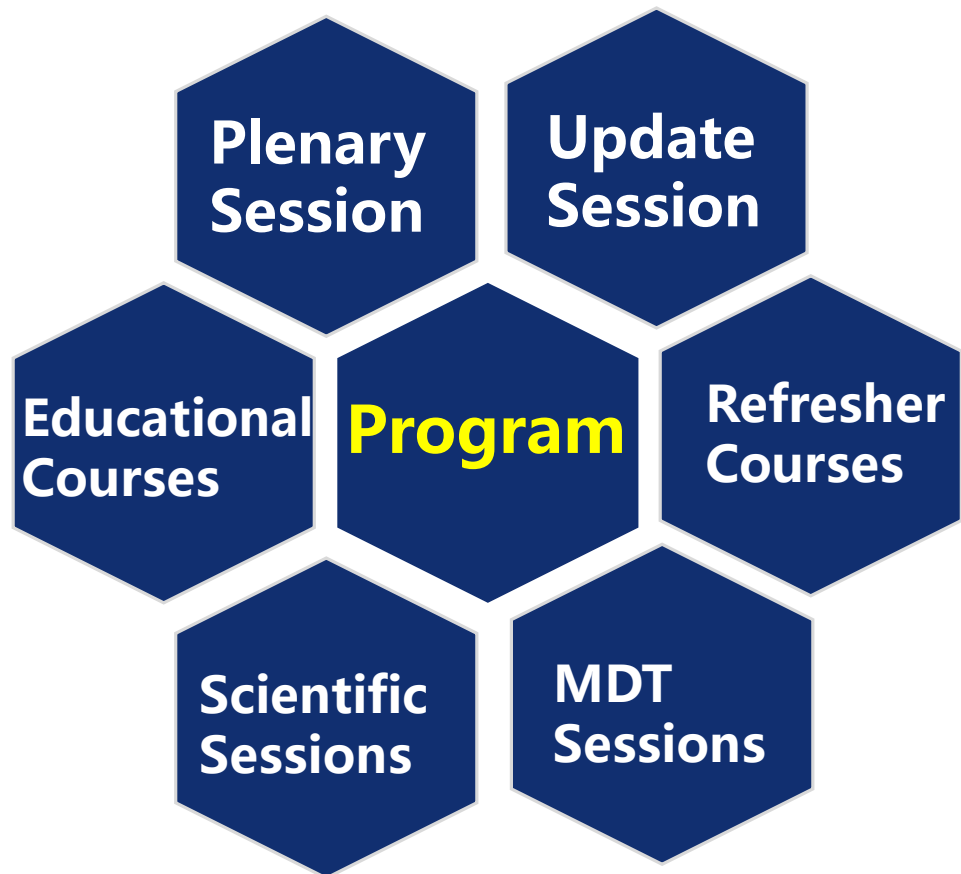 Plenary
Session
Update
Session
Educational
Courses
Program
Refresher
Courses
Scientific
Sessions
MDT
Sessions